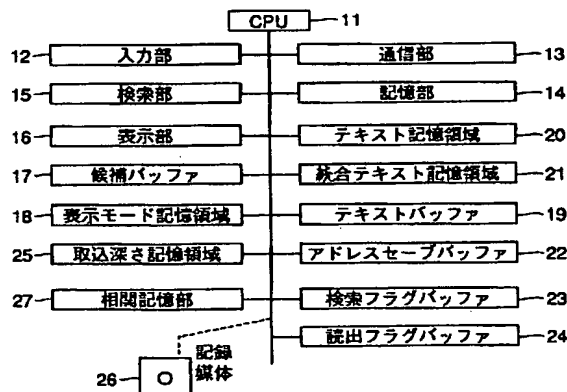 CPU 11
12 入力部 通信部 13
15 検索部 記憶部 14
16 表示部 テキスト記憶領域 20
17 候補バッファ 統合テキスト記憶領域 21
18 表示モード記憶領域 テキストバッファ 19
25 取込深さ記憶領域 アドレスセーブバッファ 22
27 相関記憶部 検索フラグバッファ 23
読出フラグバッファ 24
記録
媒体
26